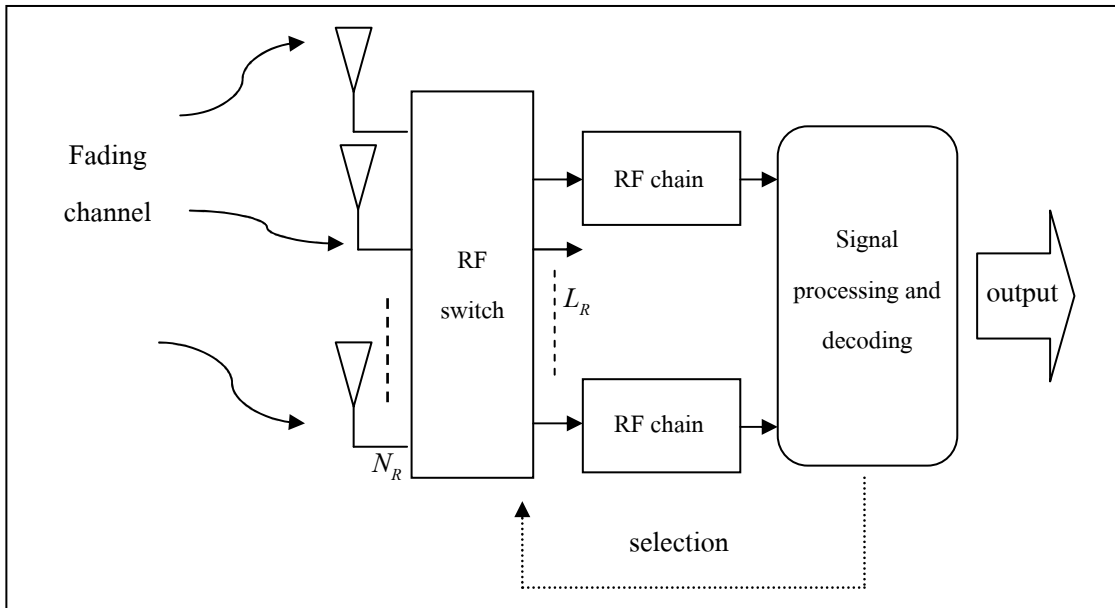 Fading
channel
N_R
RF
switch
L_R
RF chain
RF chain
Signal
processing and
decoding
output
selection